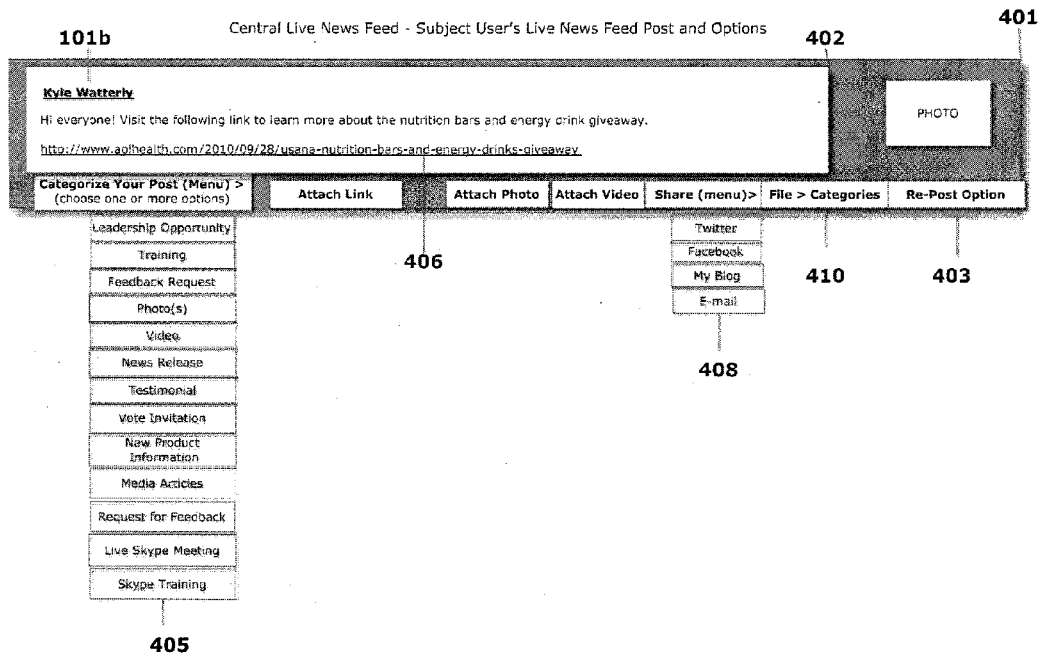 Central Live News Feed - Subject User's Live News Feed Post and Options
401
101b
402
Kyle Watterly
PHOTO
Hi everyone! Visit the following link to learn more about the nutrition bars and energy drink giveaway.
http://www.aolhealth.com/2010/09/28/usana-nutrition-bars-and-energy-drinks-giveaway
Categorize Your Post (Menu) >
(choose one or more options)
Attach Link
Attach Photo
Attach Video
Share (menu)>
File > Categories
Re-Post Option
Leadership Opportunity
Training
Feedback Request
Photo(s)
Video
News Release
Testimonial
Vote Invitation
New Product
Information
Media Articles
Request for Feedback
Live Skype Meeting
Skype Training
405
406
Twitter
Facebook
My Blog
E-mail
408
410
403